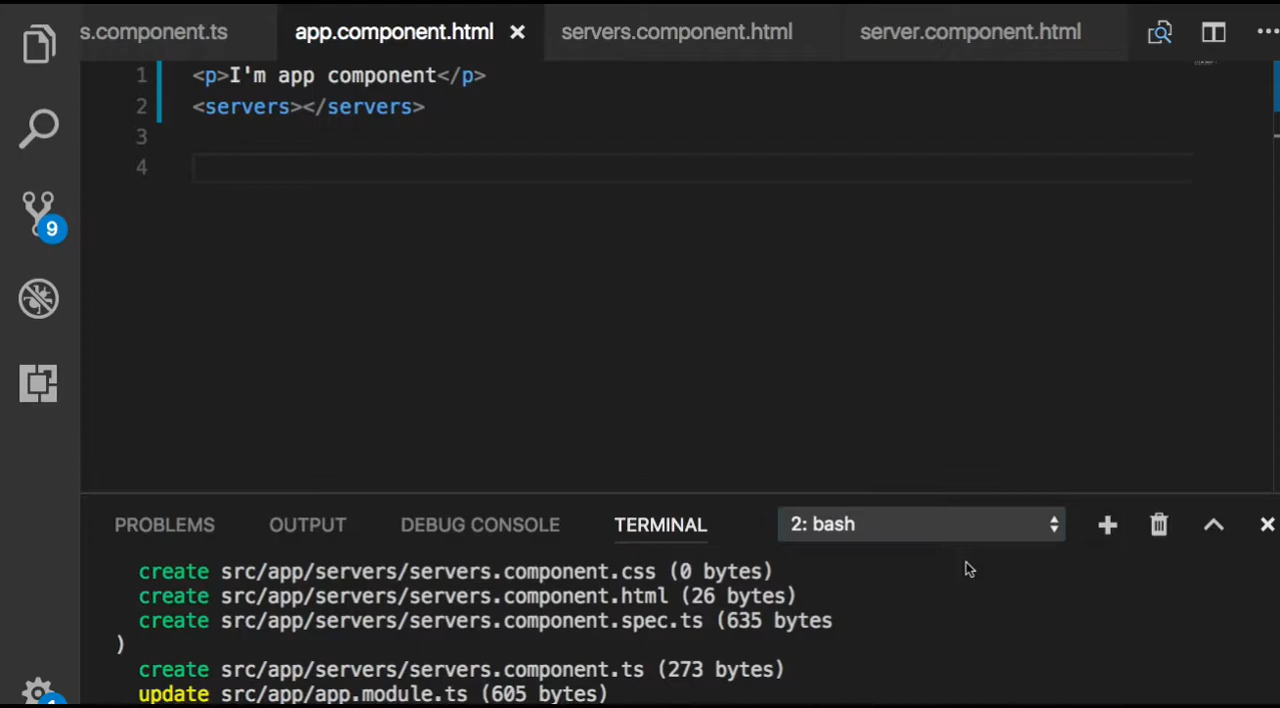 s.component.ts app.component.html servers.component.html server.component.html
1 <p>I'm app component</p>
2 <servers></servers>
3
4
9
PROBLEMS OUTPUT DEBUG CONSOLE TERMINAL 2: bash
create src/app/servers/servers.component.css (0 bytes)
create src/app/servers/servers.component.html (26 bytes)
create src/app/servers/servers.component.spec.ts (635 bytes
)
create src/app/servers/servers.component.ts (273 bytes)
update src/app/app.module.ts (605 bytes)